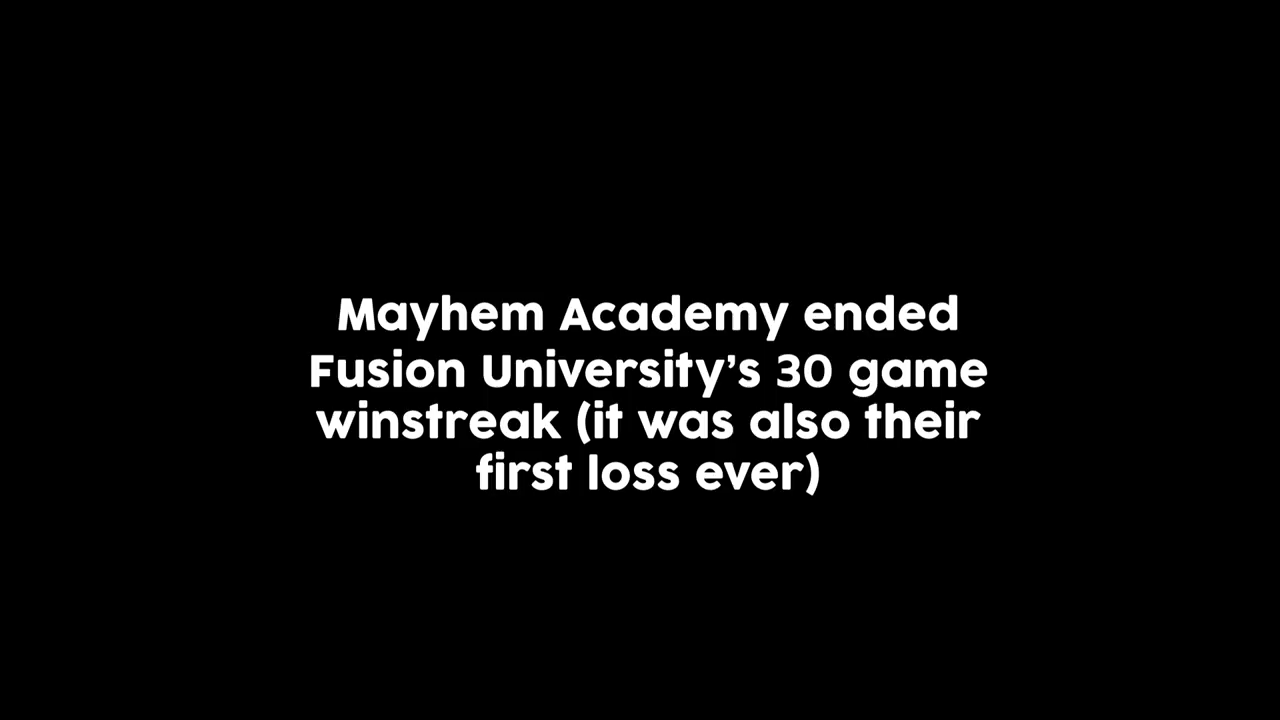 Mayhem Academy ended
Fusion University’s 30 game
winstreak (it was also their
first loss ever)